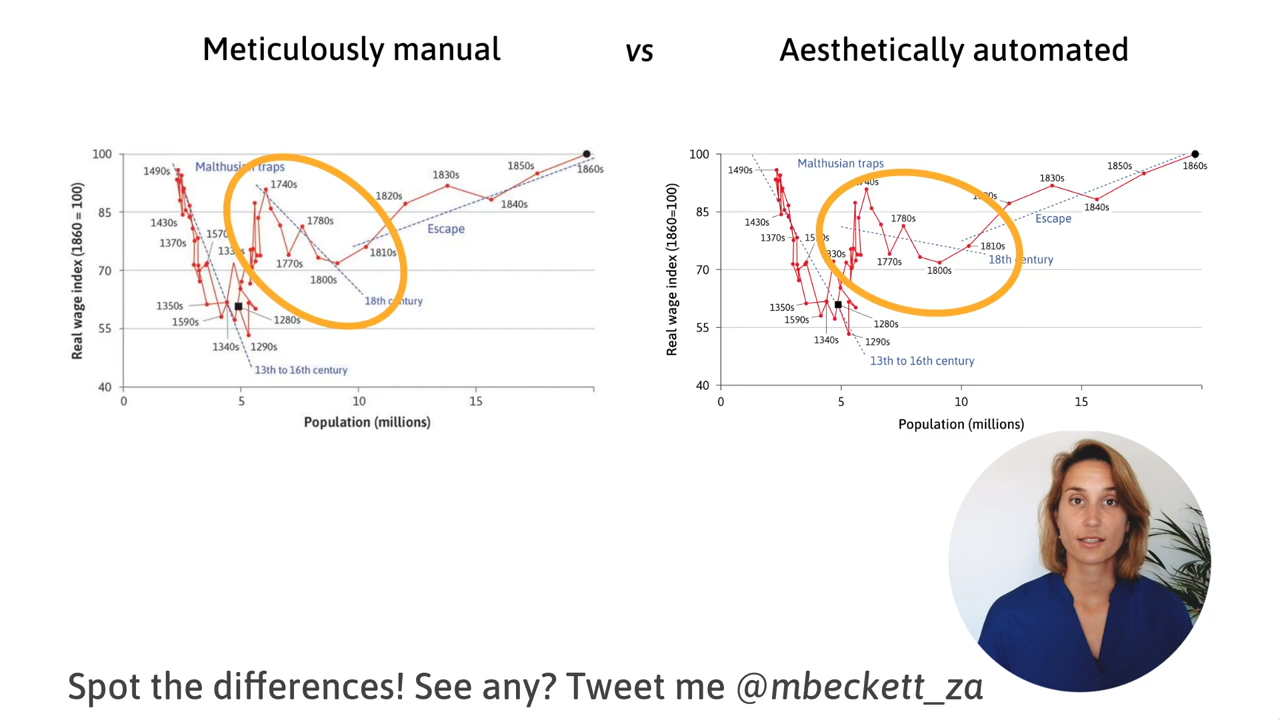 Meticulously manual vs Aesthetically automated
100
85
70
55
40
Real wage index (1860 = 100)
0 5 10 15
Population (millions)
Malthusian traps
1490s
1430s
1370s
1570
1740s
1780s
1770s
1800s
1810s
1820s
1830s
1840s
1850s
1860s
Escape
18th century
1350s
1590s
1340s
1280s
1290s
13th to 16th century
100
85
70
55
40
Real wage index (1860=100)
0 5 10 15
Population (millions)
Malthusian traps
1490s
1430s
1370s
1780s
1770s
1800s
1810s
1830s
1840s
1850s
1860s
Escape
18th century
1350s
1590s
1340s
1280s
1290s
13th to 16th century
Spot the differences! See any? Tweet me @mbeckett_za